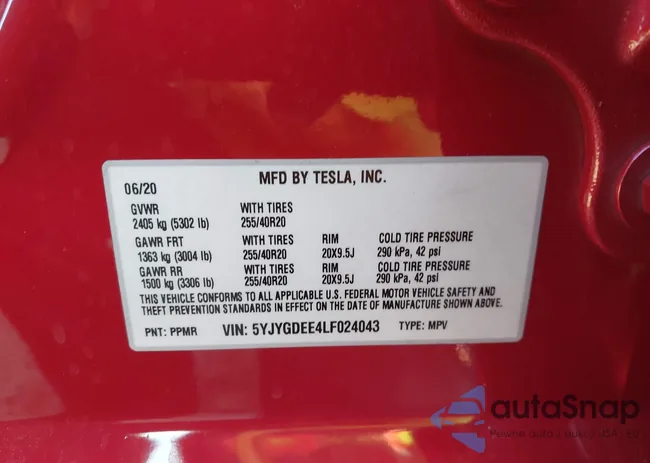 MFD BY TESLA, INC.
06/20
GVWR WITH TIRES
2405 kg (5302 lb) 255/40R20
GAWR FRT WITH TIRES RIM COLD TIRE PRESSURE
1363 kg (3004 lb) 255/40R20 20X9.5J 290 kPa, 42 psi
GAWR RR WITH TIRES RIM COLD TIRE PRESSURE
1500 kg (3306 lb) 255/40R20 20X9.5J 290 kPa, 42 psi
THIS VEHICLE CONFORMS TO ALL APPLICABLE U.S. FEDERAL MOTOR VEHICLE SAFETY AND
THEFT PREVENTION STANDARDS IN EFFECT ON THE DATE OF MANUFACTURE SHOWN ABOVE.
PNT: PPMR VIN: 5YJYGDEE4LF024043 TYPE: MPV
autaSnap
Pewne auta z